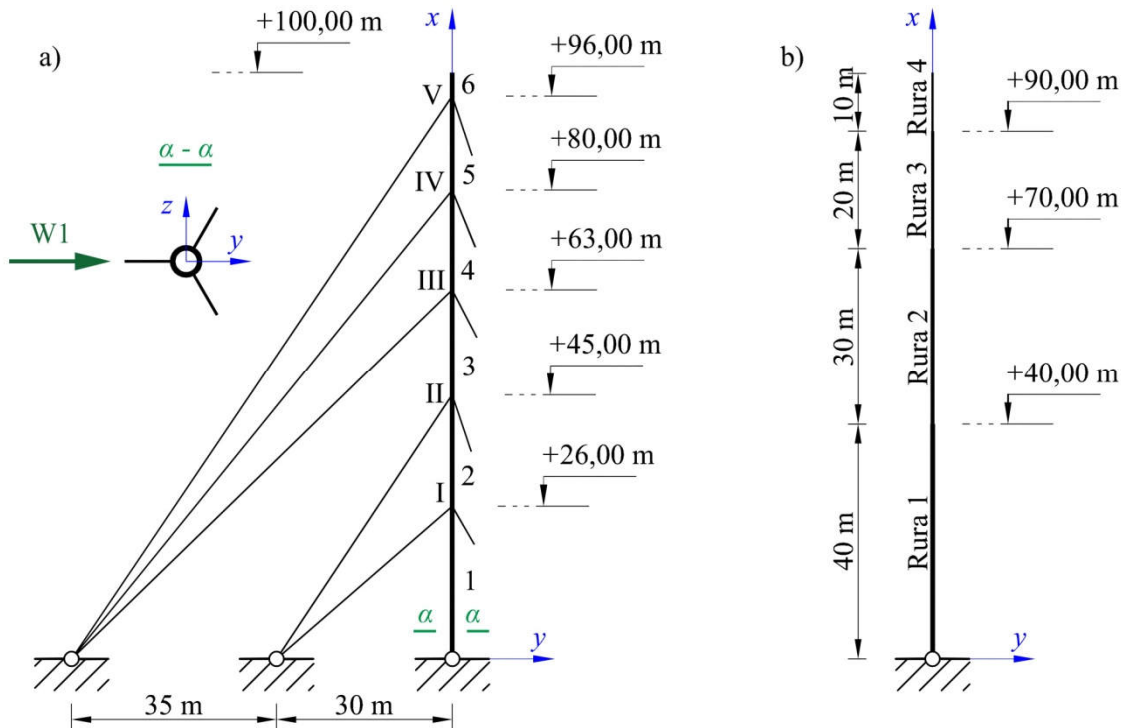 a)
+100,00 m
x
+96,00 m
6
V
α - α
+80,00 m
z
5
IV
W1
y
+63,00 m
4
III
+45,00 m
3
II
+26,00 m
2
I
1
α α
y
35 m
30 m
b)
x
10 m
Rura 4
+90,00 m
20 m
Rura 3
+70,00 m
30 m
Rura 2
+40,00 m
40 m
Rura 1
y